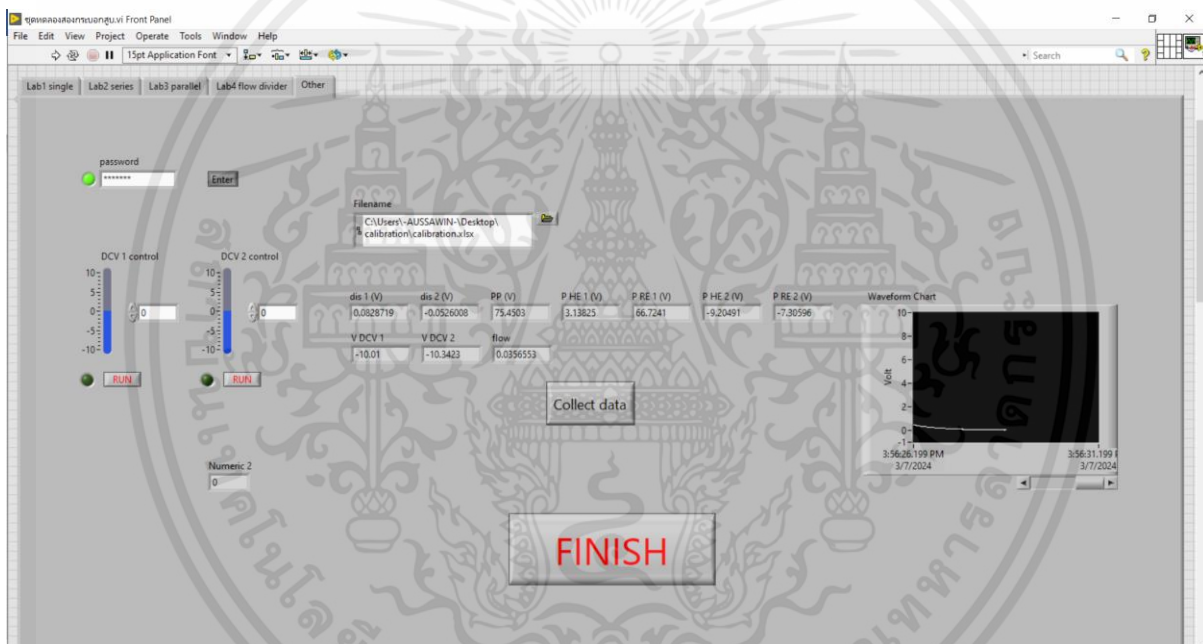 ชุดทดลองสองกระบอกสูบ.vi Front Panel
File Edit View Project Operate Tools Window Help
15pt Application Font
Search
Lab1 single Lab2 series Lab3 parallel Lab4 flow divider Other
password
*******
Enter
Filename
C:\Users\-AUSSAWIN-\Desktop\
calibration\calibration.xlsx
DCV 1 control DCV 2 control
10 10
5 5
0 0 0 0
-5 -5
-10 -10
RUN RUN
dis 1 (V) dis 2 (V) PP (V) P HE 1 (V) P RE 1 (V) P HE 2 (V) P RE 2 (V)
0.0828719 -0.0526008 75.4503 3.13825 66.7241 -9.20491 -7.30596
V DCV 1 V DCV 2 flow
-10.01 -10.3423 0.0356553
Collect data
Waveform Chart
Volt
10
8
6
4
2
0
-1
3:56:26.199 PM 3:56:31.199
3/7/2024 3/7/2024
Numeric 2
0
FINISH